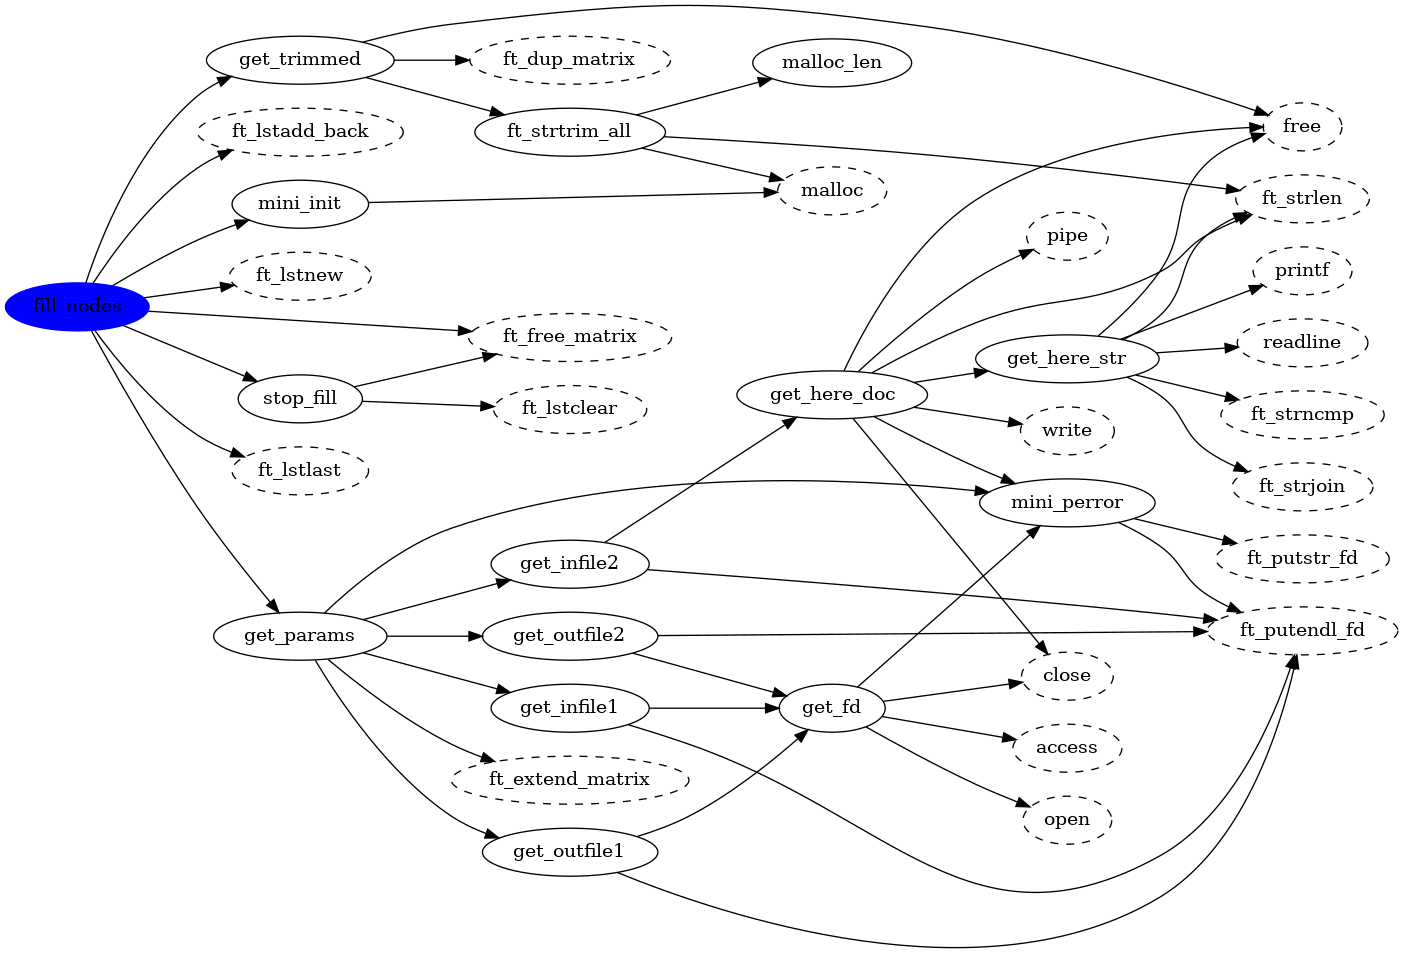 fill_nodes
get_trimmed
ft_lstadd_back
mini_init
ft_lstnew
stop_fill
ft_lstlast
get_params
ft_dup_matrix
ft_strtrim_all
ft_free_matrix
ft_lstclear
get_infile2
get_outfile2
get_infile1
ft_extend_matrix
get_outfile1
malloc_len
malloc
get_here_doc
get_fd
pipe
get_here_str
write
mini_perror
close
access
open
free
ft_strlen
printf
readline
ft_strncmp
ft_strjoin
ft_putstr_fd
ft_putendl_fd